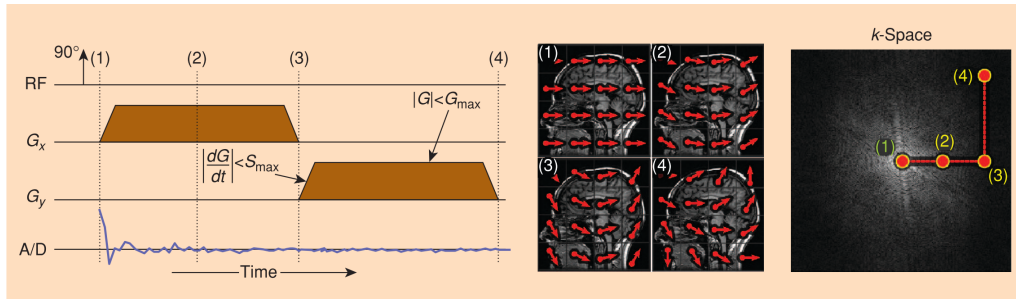 90° (1) (2) (3) (4)
RF
G_x
|G|<G_max
|dG/dt|<S_max
G_y
A/D
Time
(1) (2)
(3) (4)
k-Space
(4)
(1) (2)
(3)